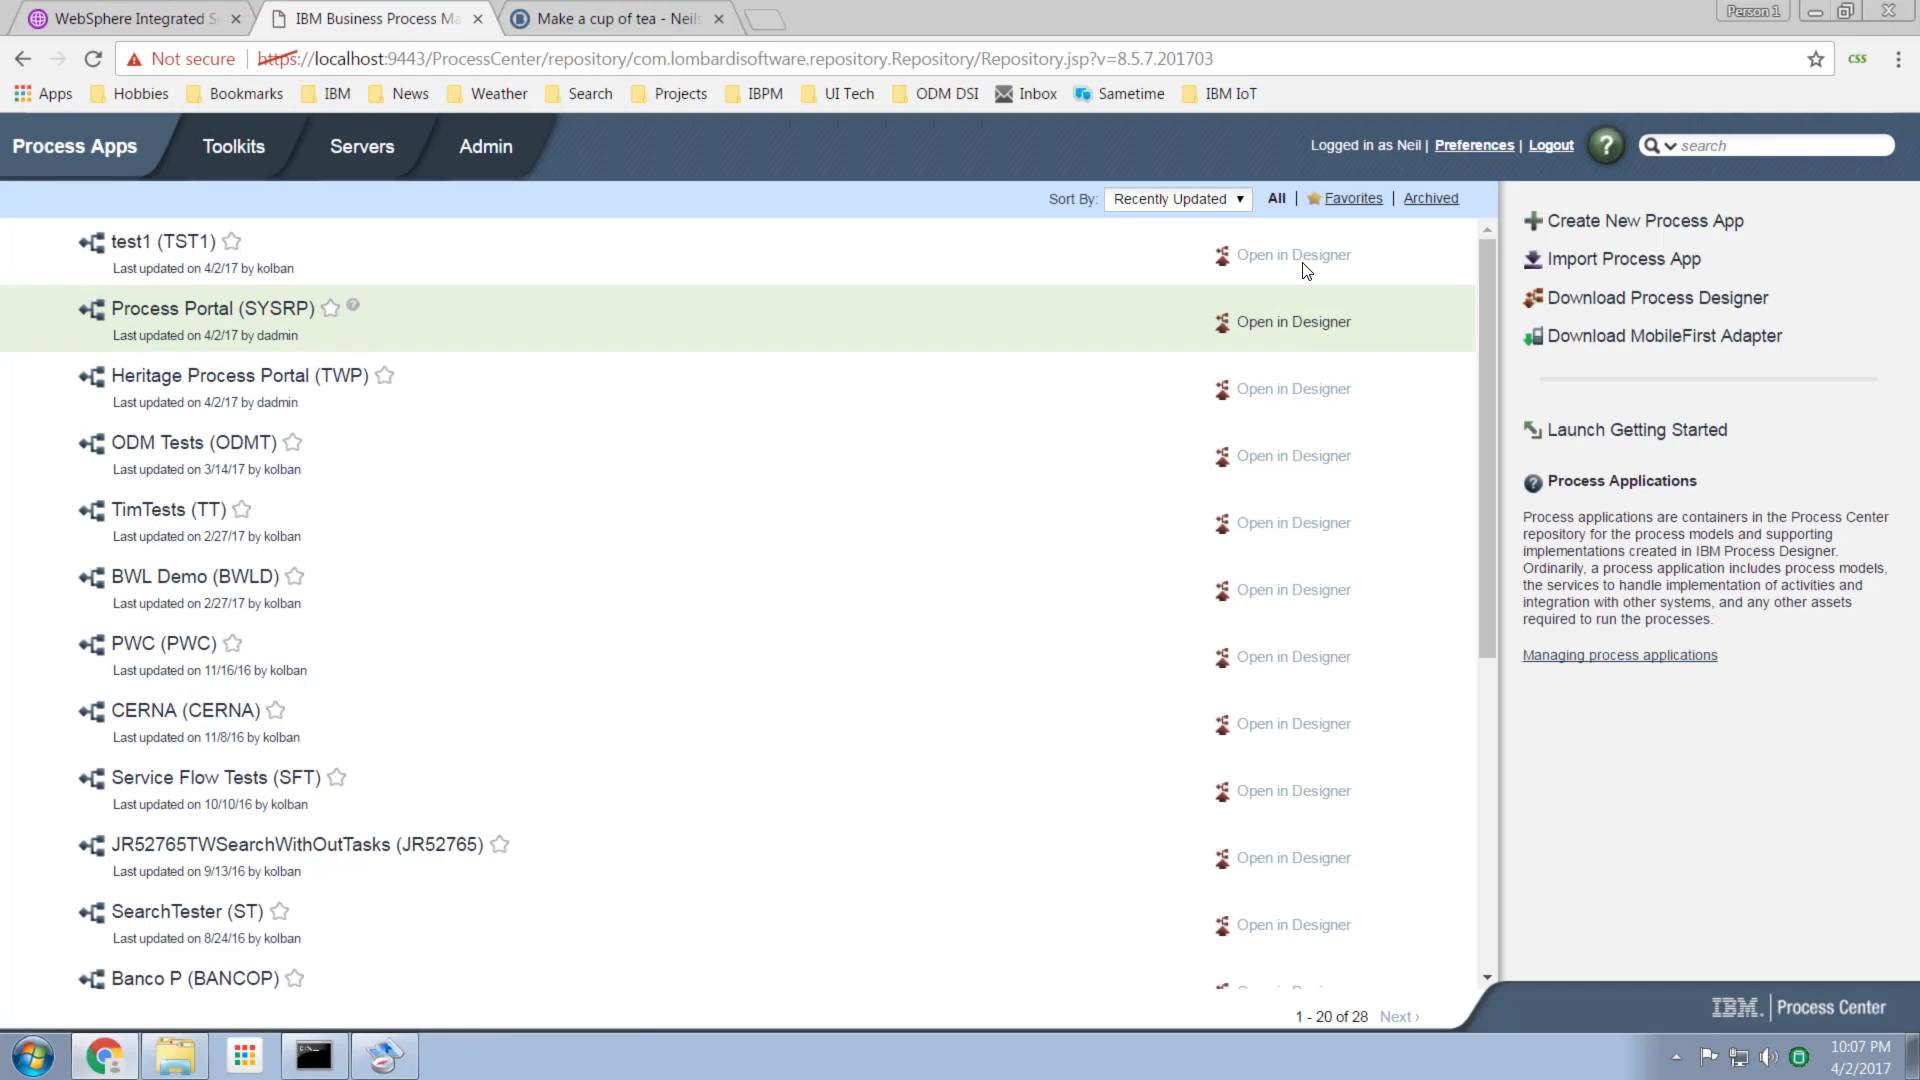 WebSphere Integrated S
IBM Business Process Ma
Make a cup of tea - Neils
Person 1
Not secure
https://localhost:9443/ProcessCenter/repository/com.lombardisoftware.repository.Repository/Repository.jsp?v=8.5.7.201703
css
Apps
Hobbies
Bookmarks
IBM
News
Weather
Search
Projects
IBPM
UI Tech
ODM DSI
Inbox
Sametime
IBM IoT
Process Apps
Toolkits
Servers
Admin
Logged in as Neil | Preferences | Logout
?
search
Sort By: Recently Updated
All | Favorites | Archived
test1 (TST1)
Last updated on 4/2/17 by kolban
Open in Designer
Process Portal (SYSRP)
Last updated on 4/2/17 by dadmin
Open in Designer
Heritage Process Portal (TWP)
Last updated on 4/2/17 by dadmin
Open in Designer
ODM Tests (ODMT)
Last updated on 3/14/17 by kolban
Open in Designer
TimTests (TT)
Last updated on 2/27/17 by kolban
Open in Designer
BWL Demo (BWLD)
Last updated on 2/27/17 by kolban
Open in Designer
PWC (PWC)
Last updated on 11/16/16 by kolban
Open in Designer
CERNA (CERNA)
Last updated on 11/8/16 by kolban
Open in Designer
Service Flow Tests (SFT)
Last updated on 10/10/16 by kolban
Open in Designer
JR52765TWSearchWithOutTasks (JR52765)
Last updated on 9/13/16 by kolban
Open in Designer
SearchTester (ST)
Last updated on 8/24/16 by kolban
Open in Designer
Banco P (BANCOP)
1 - 20 of 28 Next ›
Create New Process App
Import Process App
Download Process Designer
Download MobileFirst Adapter
Launch Getting Started
Process Applications
Process applications are containers in the Process Center
repository for the process models and supporting
implementations created in IBM Process Designer.
Ordinarily, a process application includes process models,
the services to handle implementation of activities and
integration with other systems, and any other assets
required to run the processes.
Managing process applications
IBM. | Process Center
10:07 PM
4/2/2017